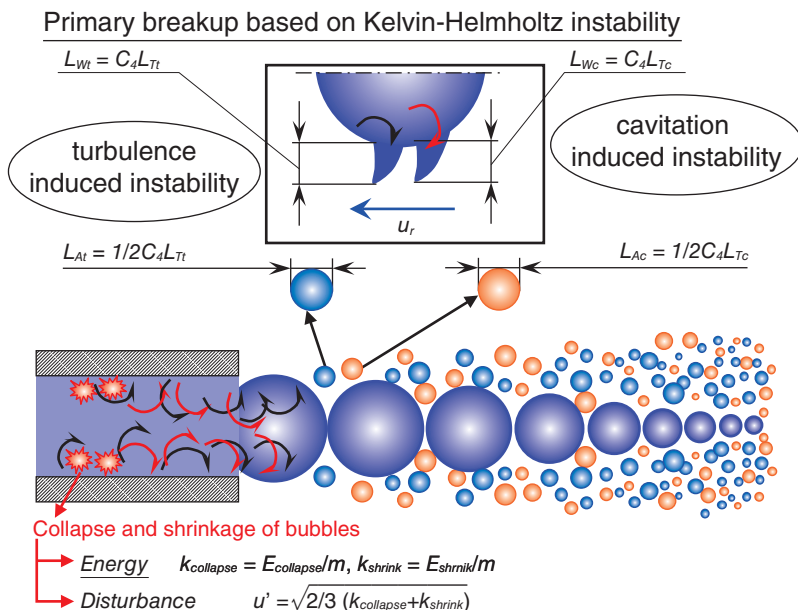 Primary breakup based on Kelvin-Helmholtz instability
L_Wt = C_4L_Tt
L_Wc = C_4L_Tc
turbulence
induced instability
cavitation
induced instability
u_r
L_At = 1/2C_4L_Tt
L_Ac = 1/2C_4L_Tc
Collapse and shrinkage of bubbles
Energy k_collapse = E_collapse/m, k_shrink = E_shrnik/m
Disturbance u' = √2/3 (k_collapse+k_shrink)